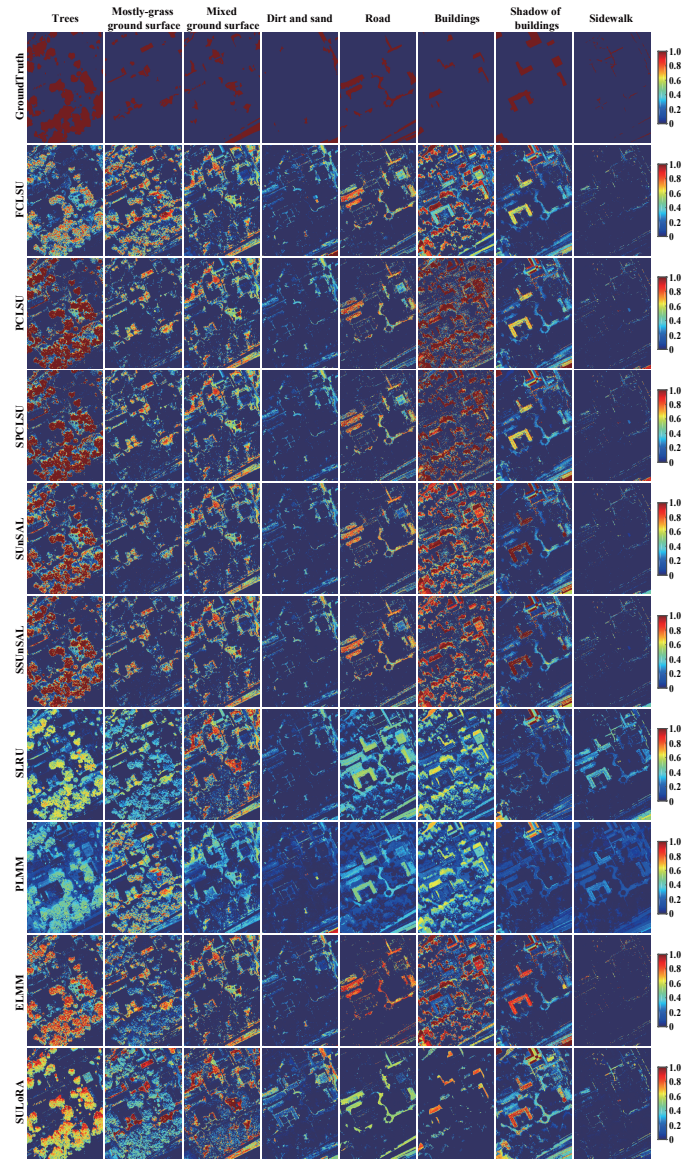 Trees
Mostly-grass
ground surface
Mixed
ground surface
Dirt and sand
Road
Buildings
Shadow of
buildings
Sidewalk
GroundTruth
1.0
0.8
0.6
0.4
0.2
0
FCLSU
1.0
0.8
0.6
0.4
0.2
0
PCLSU
1.0
0.8
0.6
0.4
0.2
0
SPCLSU
1.0
0.8
0.6
0.4
0.2
0
SUnSAL
1.0
0.8
0.6
0.4
0.2
0
SSUnSAL
1.0
0.8
0.6
0.4
0.2
0
SLRU
1.0
0.8
0.6
0.4
0.2
0
PLMM
1.0
0.8
0.6
0.4
0.2
0
ELMM
1.0
0.8
0.6
0.4
0.2
0
SULoRA
1.0
0.8
0.6
0.4
0.2
0